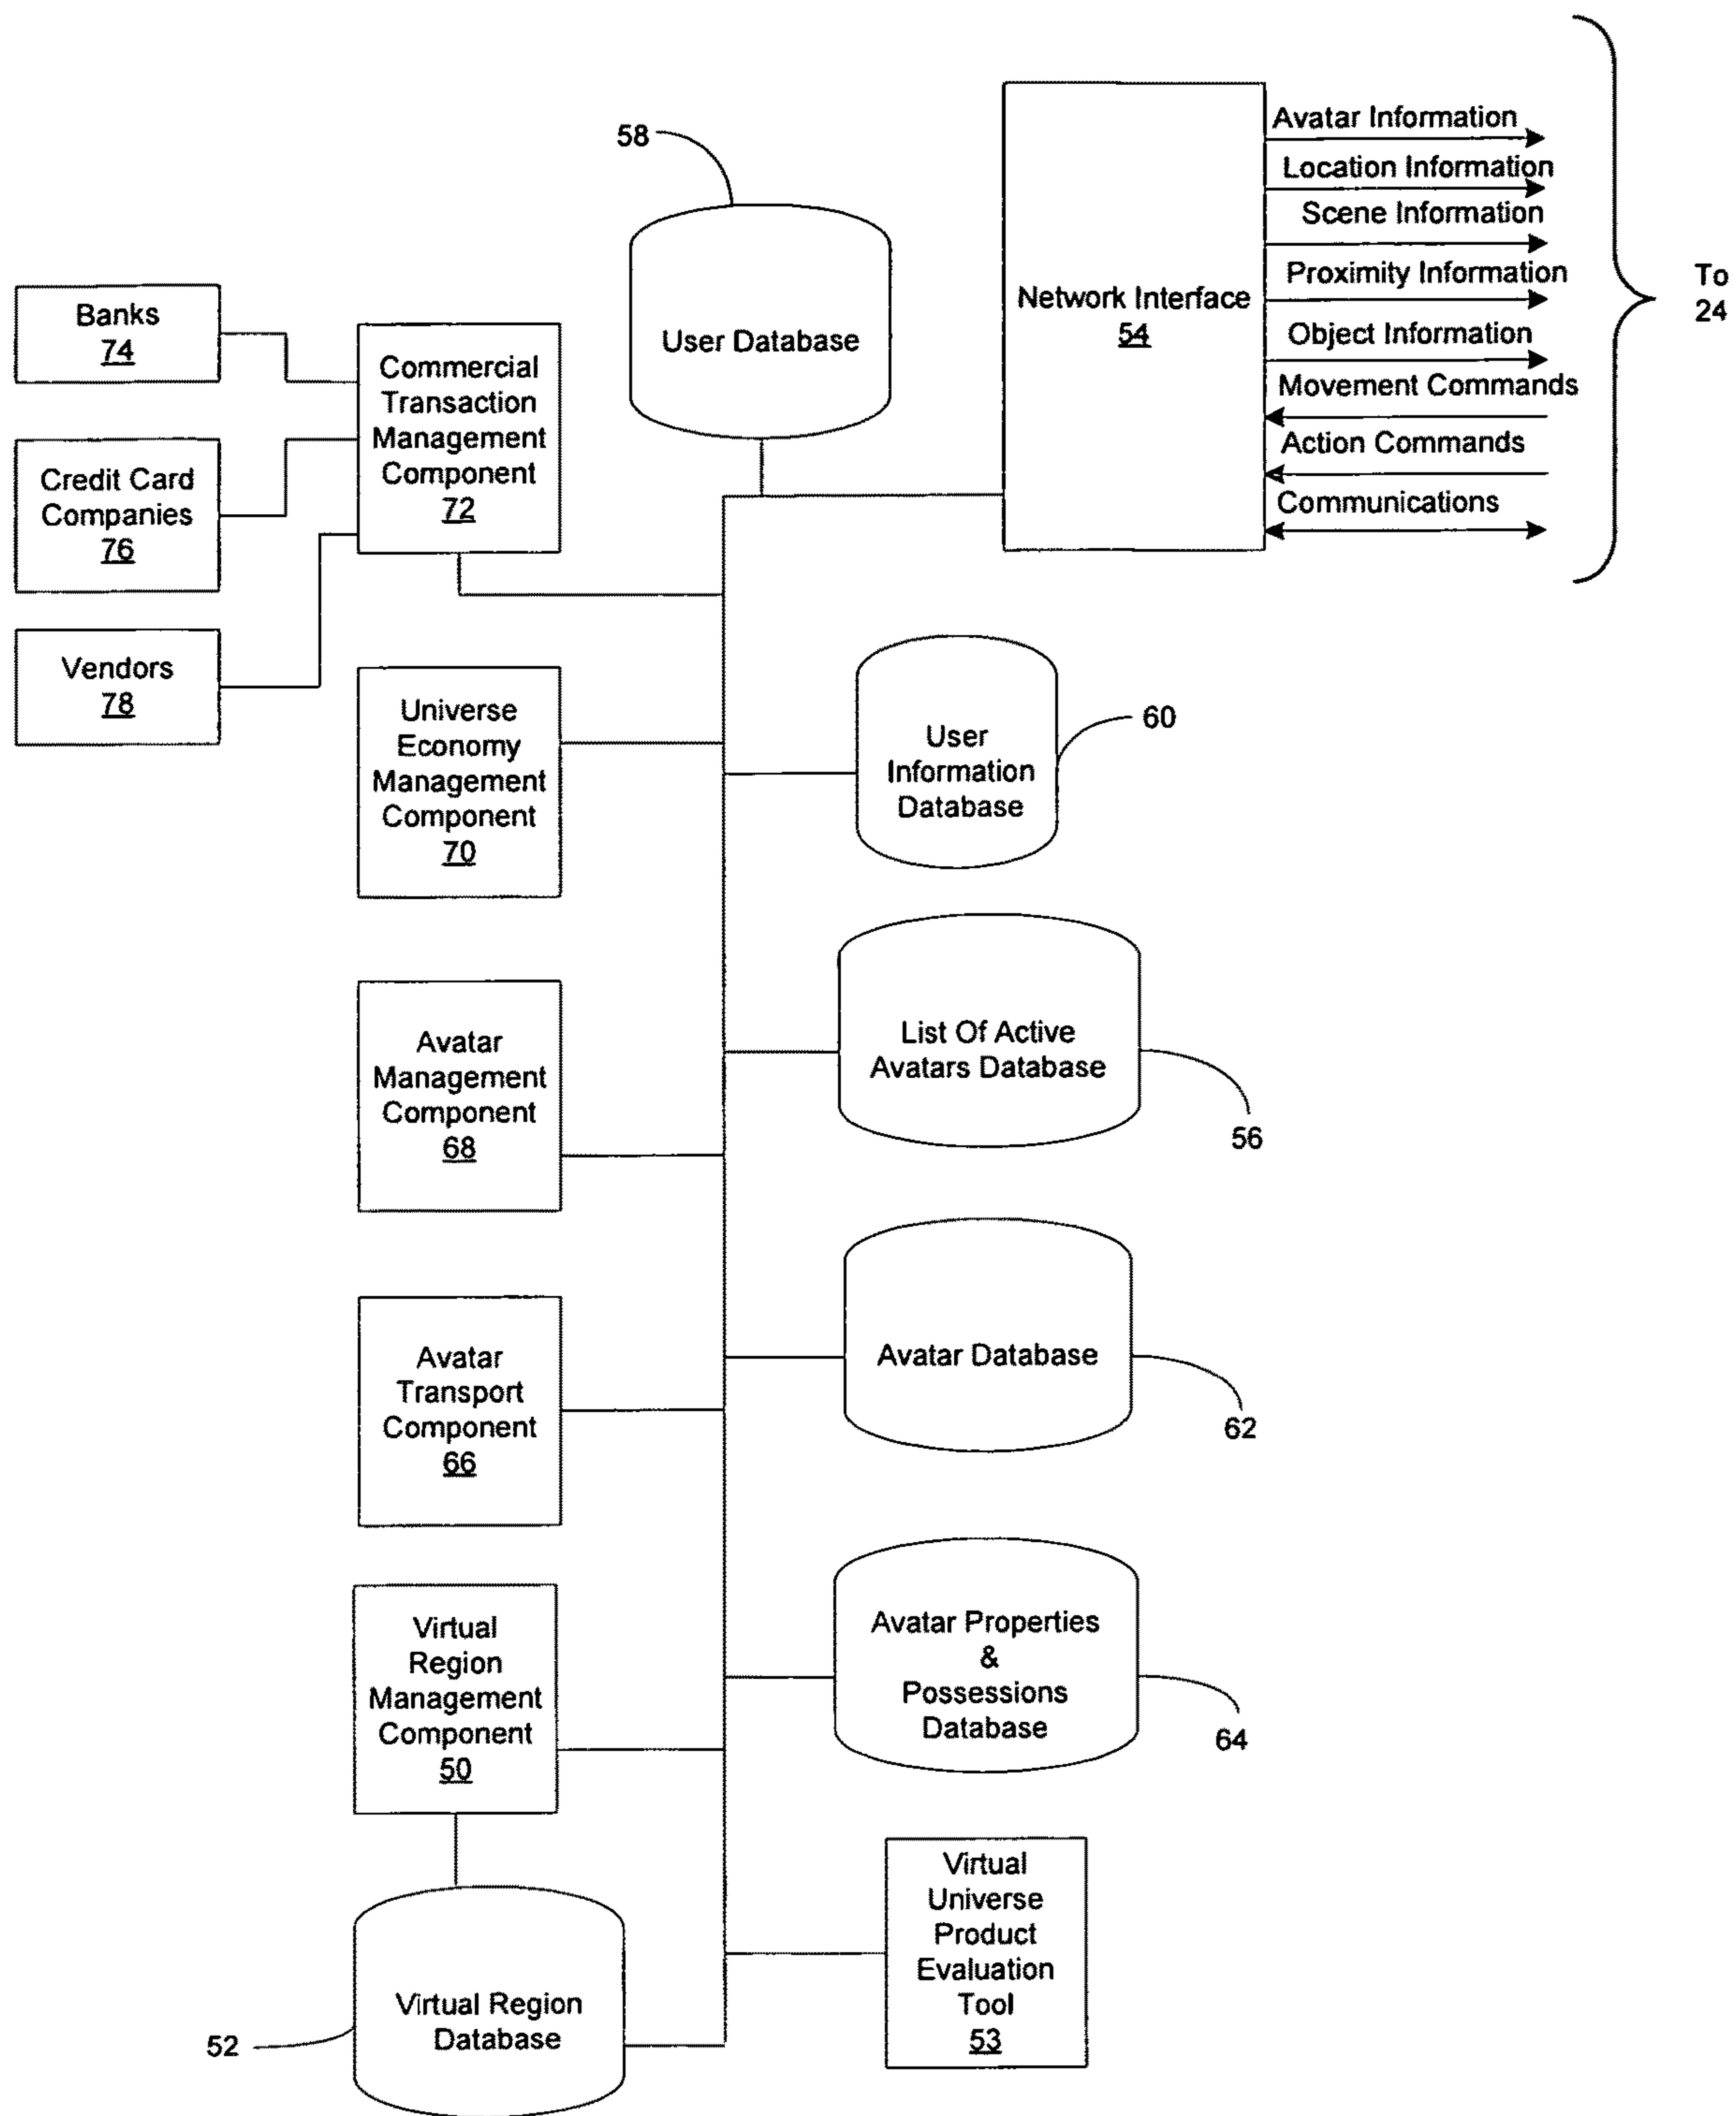 58
Avatar Information
Location Information
Scene Information
Proximity Information
Object Information
Movement Commands
Action Commands
Communications
To
24
Network Interface
54
User Database
Banks
74
Credit Card
Companies
76
Vendors
78
Commercial
Transaction
Management
Component
72
Universe
Economy
Management
Component
70
User
Information
Database
60
Avatar
Management
Component
68
List Of Active
Avatars Database
56
Avatar
Transport
Component
66
Avatar Database
62
Virtual
Region
Management
Component
50
Avatar Properties
&
Possessions
Database
64
Virtual Region
Database
52
Virtual
Universe
Product
Evaluation
Tool
53